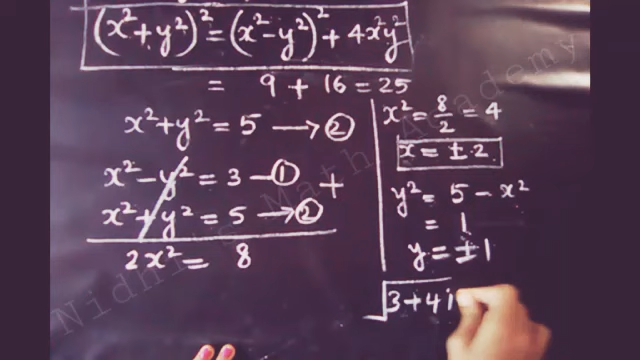 (x² + y²)² = (x² - y²)² + 4x²y²
= 9 + 16 = 25
x² + y² = 5 → ②
x² - y² = 3 - ①
+
x² + y² = 5 → ②
2x² = 8
x² = 8/2 = 4
x = ± 2
y² = 5 - x²
= 1
y = ± 1
√3 + 4i
Nidhi's Maths Academy